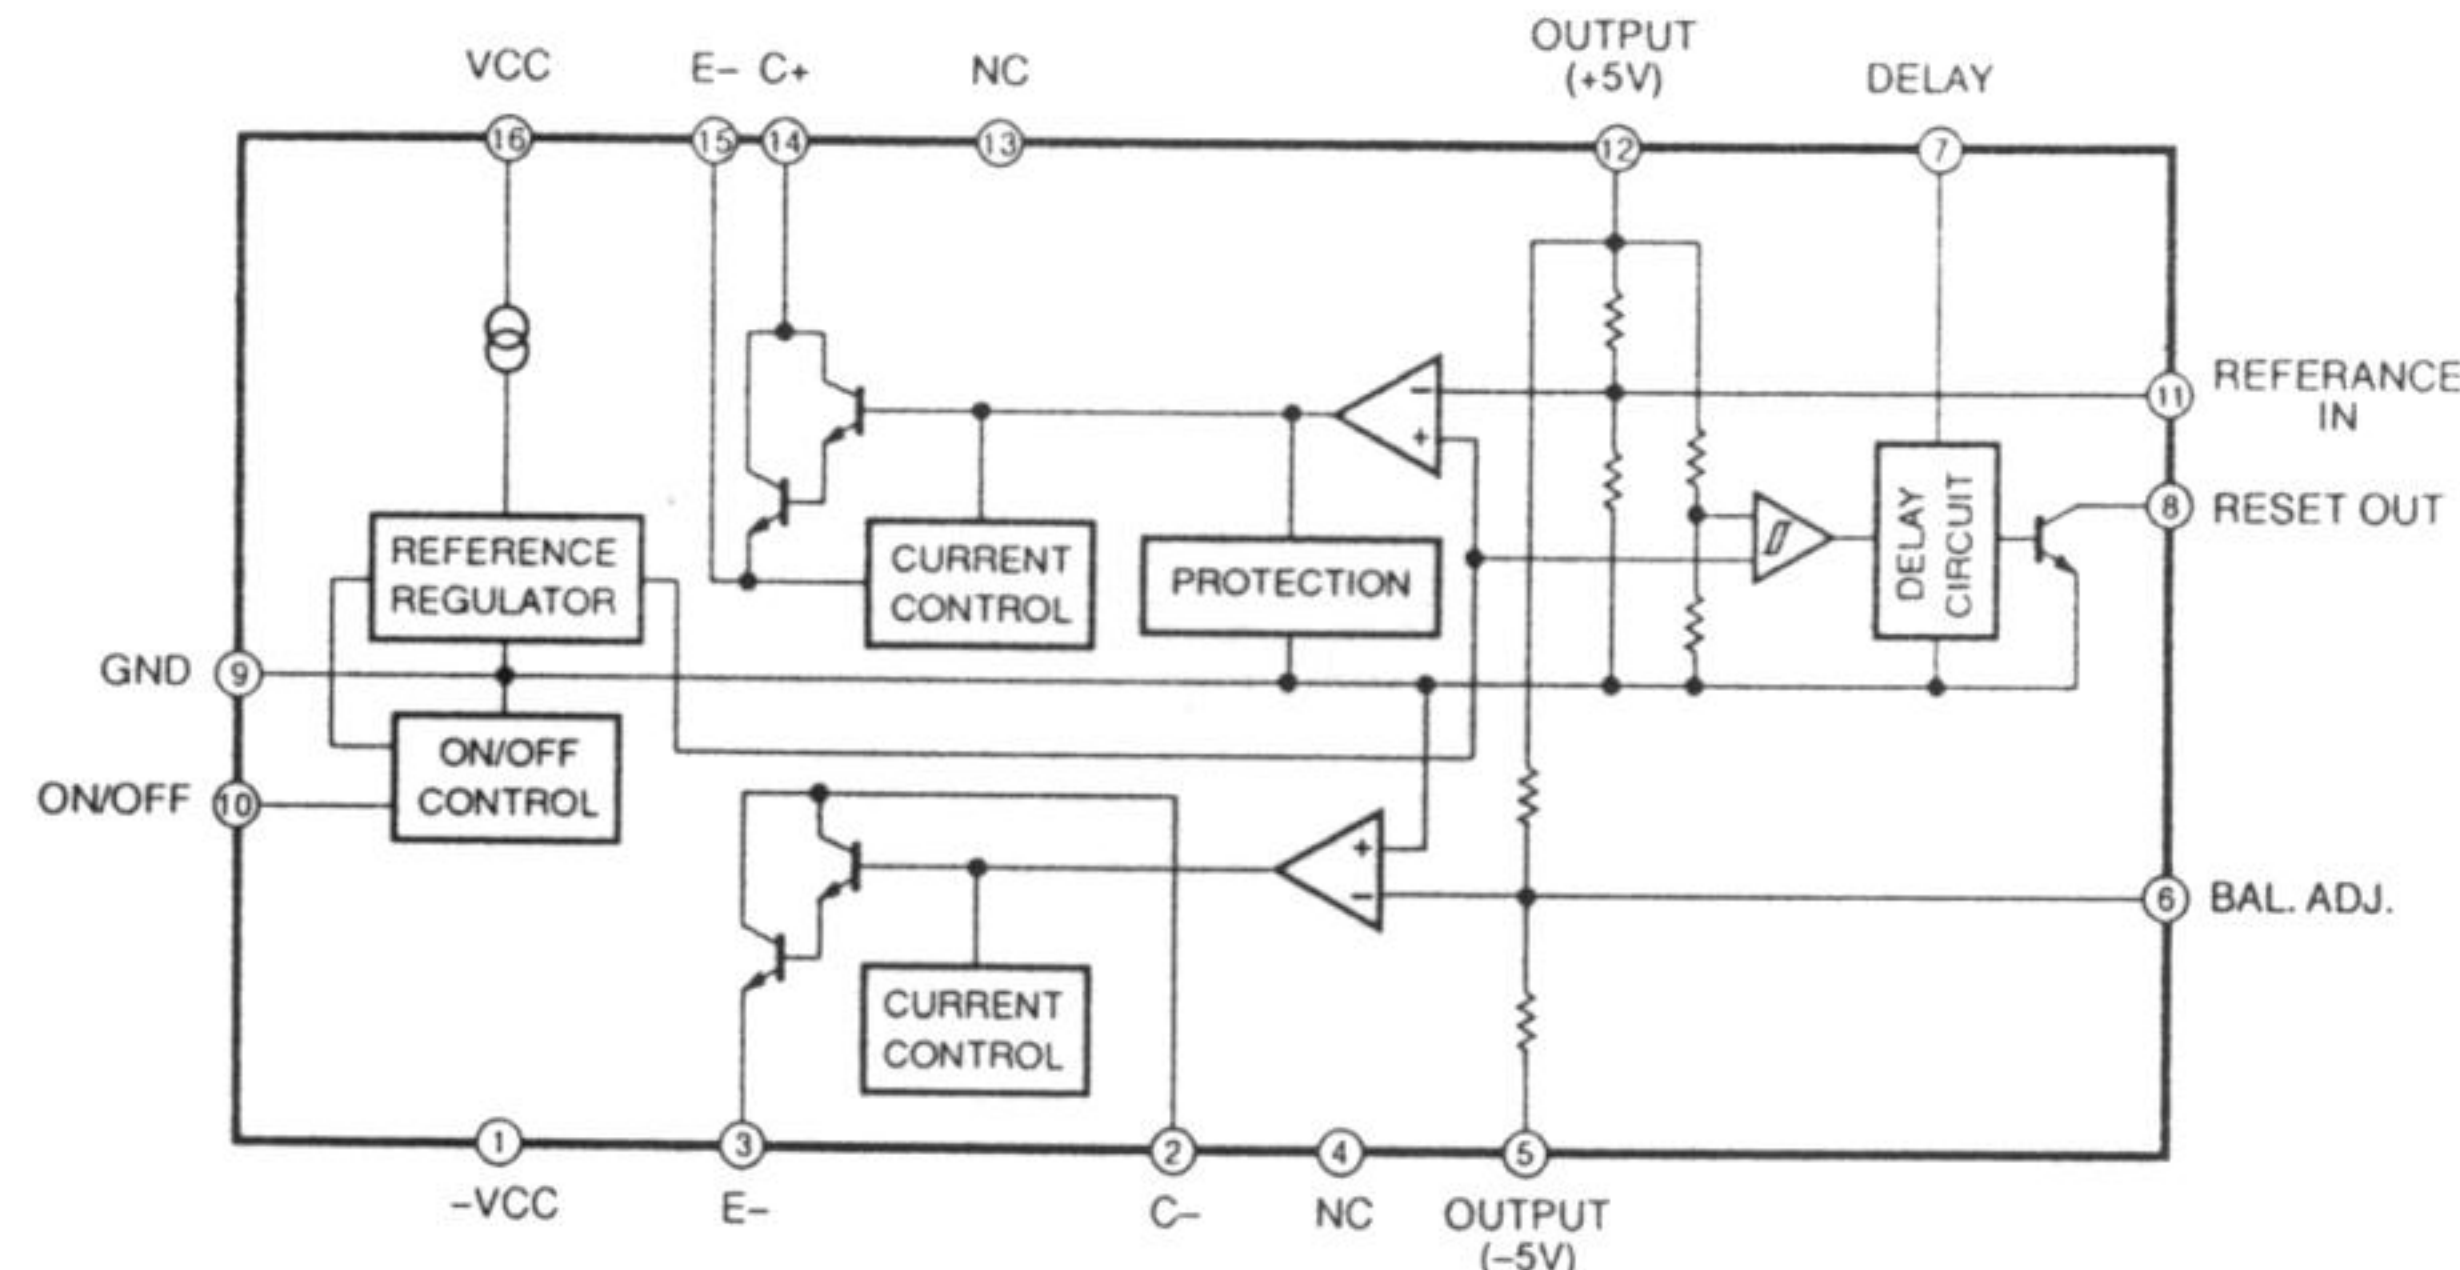 VCC
E– C+
NC
OUTPUT
(+5V)
DELAY
16
15
14
13
12
7
REFERANCE
IN
11
RESET OUT
8
–
+
REFERENCE
REGULATOR
CURRENT
CONTROL
PROTECTION
DELAY
CIRCUIT
GND
9
ON/OFF
CONTROL
ON/OFF
10
+
–
6
BAL. ADJ.
CURRENT
CONTROL
1
3
2
4
5
–VCC
E–
C–
NC
OUTPUT
(–5V)